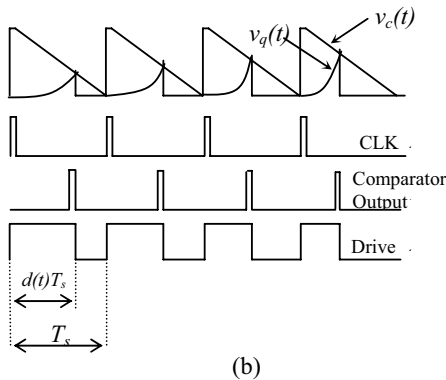 v_c(t)
v_q(t)
CLK
Comparator
Output
Drive
d(t)T_s
T_s
(b)